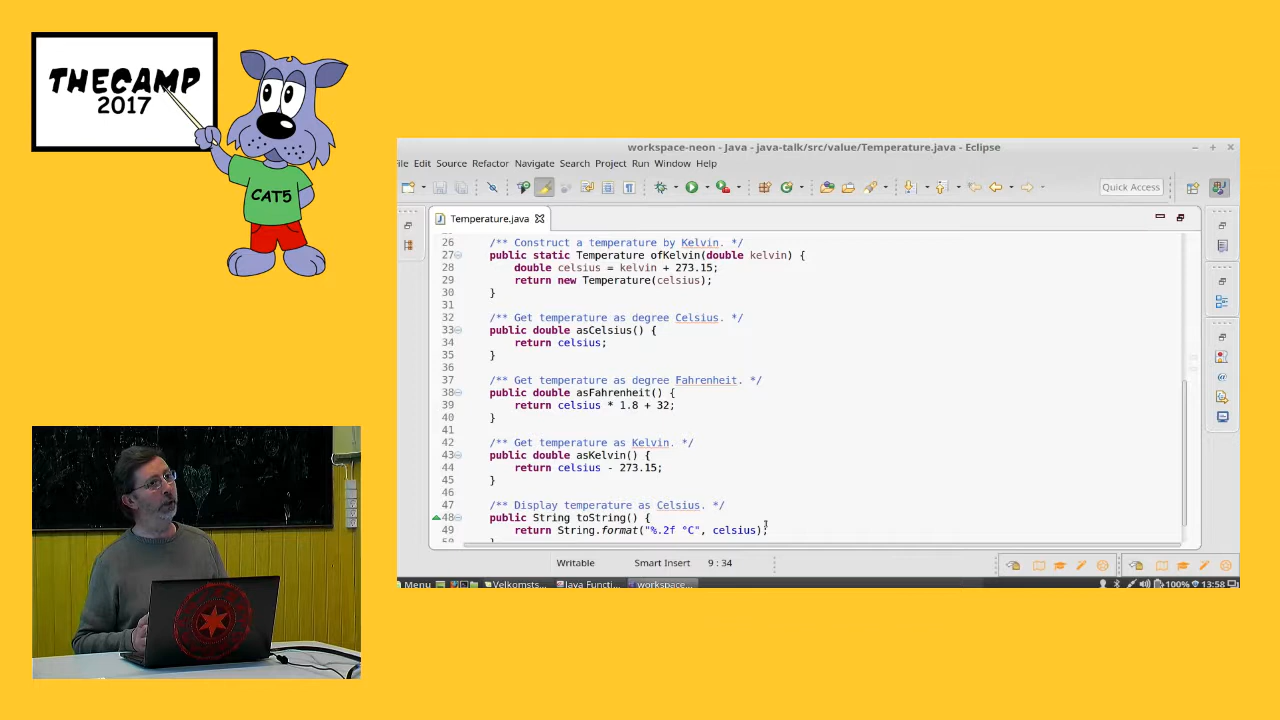 THECAMP
2017
CAT5
workspace-neon - Java - java-talk/src/value/Temperature.java - Eclipse
ile Edit Source Refactor Navigate Search Project Run Window Help
Quick Access
Temperature.java
26 /** Construct a temperature by Kelvin. */
27 public static Temperature ofKelvin(double kelvin) {
28 double celsius = kelvin + 273.15;
29 return new Temperature(celsius);
30 }
31
32 /** Get temperature as degree Celsius. */
33 public double asCelsius() {
34 return celsius;
35 }
36
37 /** Get temperature as degree Fahrenheit. */
38 public double asFahrenheit() {
39 return celsius * 1.8 + 32;
40 }
41
42 /** Get temperature as Kelvin. */
43 public double asKelvin() {
44 return celsius - 273.15;
45 }
46
47 /** Display temperature as Celsius. */
48 public String toString() {
49 return String.format("%.2f °C", celsius);
Writable Smart Insert 9 : 34
Menu Velkomst... Java Functi... workspace... 100% 13:58